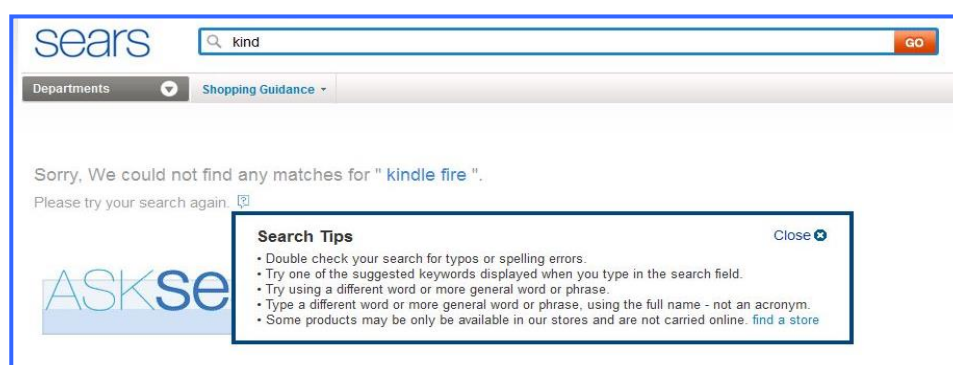 sears
kind
GO
Departments
Shopping Guidance
Sorry, We could not find any matches for " kindle fire ".
Please try your search again.
Search Tips
Close
• Double check your search for typos or spelling errors.
• Try one of the suggested keywords displayed when you type in the search field.
• Try using a different word or more general word or phrase.
• Type a different word or more general word or phrase, using the full name - not an acronym.
• Some products may be only be available in our stores and are not carried online. find a store
ASKse